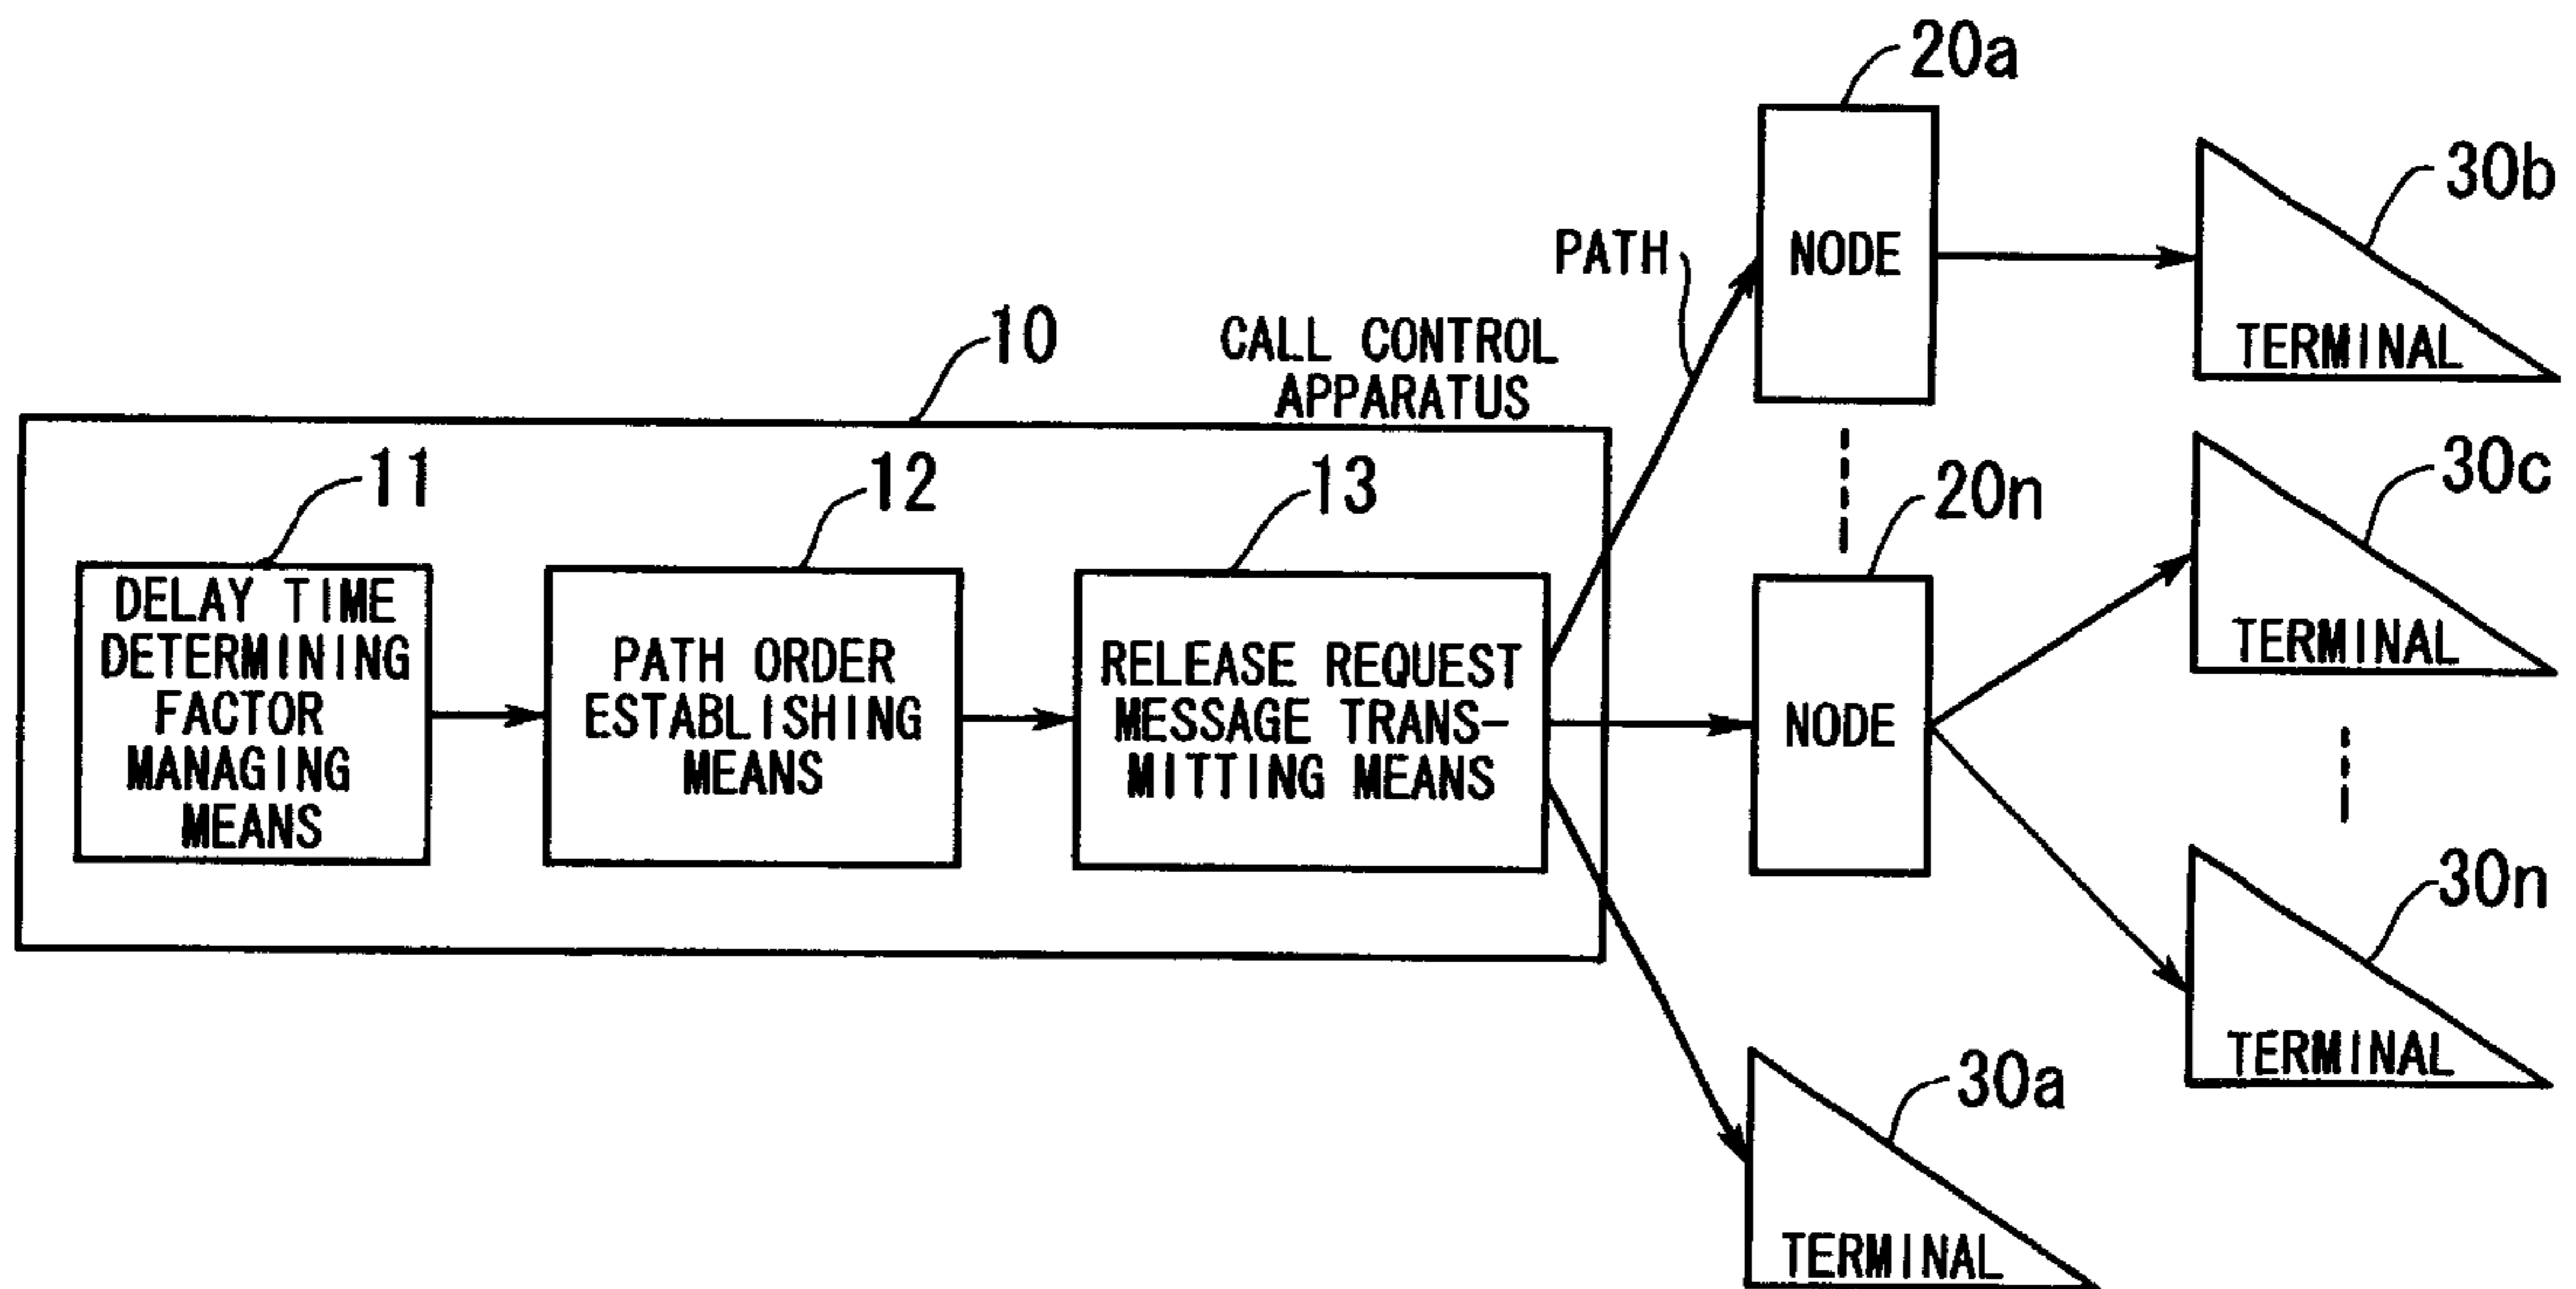 20a
30b
PATH
NODE
TERMINAL
10
CALL CONTROL
APPARATUS
11
12
13
20n
30c
DELAY TIME
DETERMINING
FACTOR
MANAGING
MEANS
PATH ORDER
ESTABLISHING
MEANS
RELEASE REQUEST
MESSAGE TRANS-
MITTING MEANS
NODE
TERMINAL
30n
TERMINAL
30a
TERMINAL